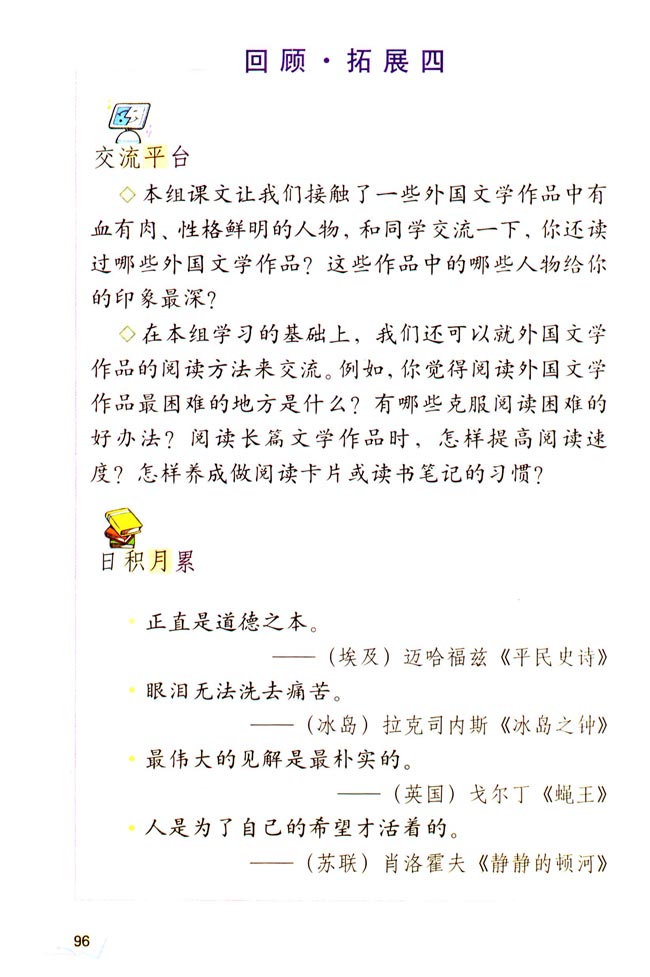 回顾·拓展四
交流平台
◇本组课文让我们接触了一些外国文学作品中有
血有肉、性格鲜明的人物，和同学交流一下，你还读
过哪些外国文学作品？这些作品中的哪些人物给你
的印象最深？
◇在本组学习的基础上，我们还可以就外国文学
作品的阅读方法来交流。例如，你觉得阅读外国文学
作品最困难的地方是什么？有哪些克服阅读困难的
好办法？阅读长篇文学作品时，怎样提高阅读速
度？怎样养成做阅读卡片或读书笔记的习惯？
日积月累
• 正直是道德之本。
——（埃及）迈哈福兹《平民史诗》
• 眼泪无法洗去痛苦。
——（冰岛）拉克司内斯《冰岛之钟》
• 最伟大的见解是最朴实的。
——（英国）戈尔丁《蝇王》
• 人是为了自己的希望才活着的。
——（苏联）肖洛霍夫《静静的顿河》
96